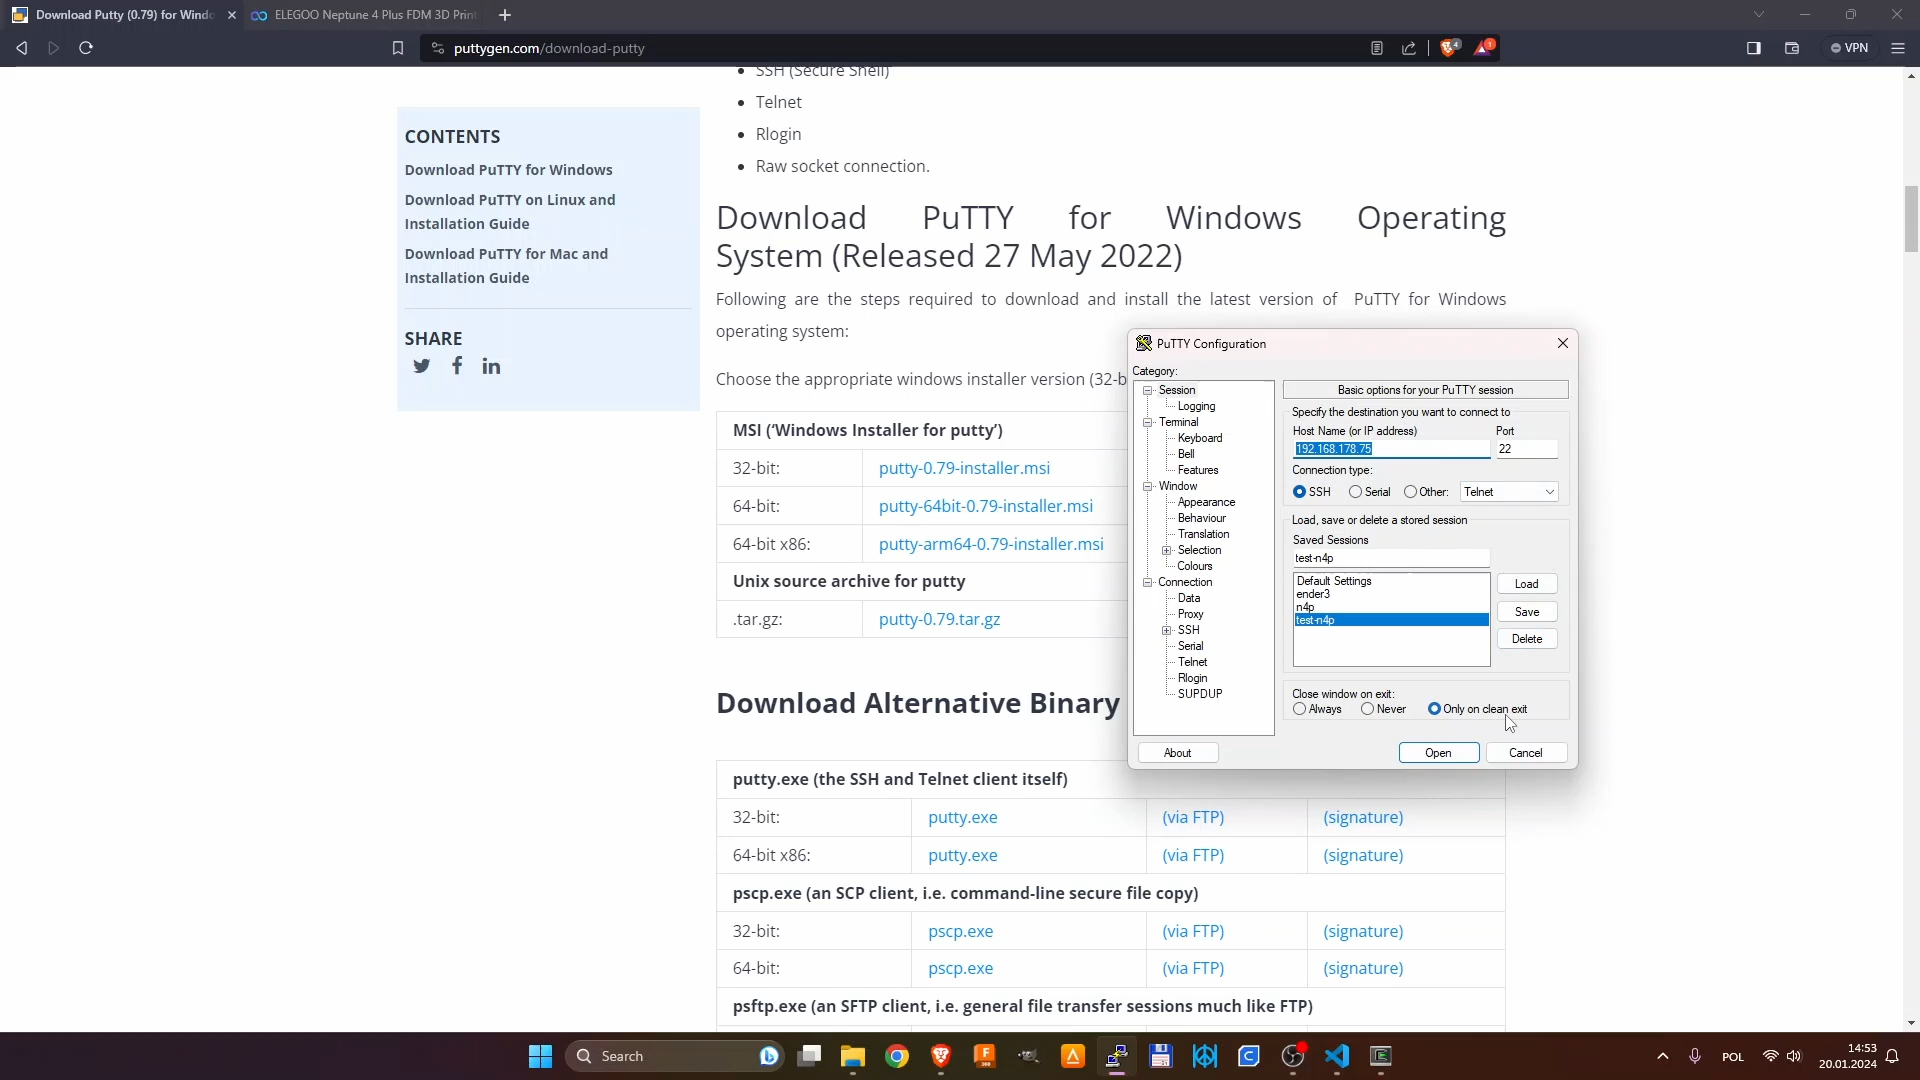 Download Putty (0.79) for Windo
ELEGOO Neptune 4 Plus FDM 3D Print
puttygen.com/download-putty
4
1
VPN
CONTENTS
Download PuTTY for Windows
Download PuTTY on Linux and
Installation Guide
Download PuTTY for Mac and
Installation Guide
SHARE
SSH (Secure Shell)
Telnet
Rlogin
Raw socket connection.
Download PuTTY for Windows Operating
System (Released 27 May 2022)
Following are the steps required to download and install the latest version of PuTTY for Windows
operating system:
Choose the appropriate windows installer version (32-b
MSI (‘Windows Installer for putty’)
32-bit: putty-0.79-installer.msi
64-bit: putty-64bit-0.79-installer.msi
64-bit x86: putty-arm64-0.79-installer.msi
Unix source archive for putty
.tar.gz: putty-0.79.tar.gz
Download Alternative Binary
putty.exe (the SSH and Telnet client itself)
32-bit: putty.exe (via FTP) (signature)
64-bit x86: putty.exe (via FTP) (signature)
pscp.exe (an SCP client, i.e. command-line secure file copy)
32-bit: pscp.exe (via FTP) (signature)
64-bit: pscp.exe (via FTP) (signature)
psftp.exe (an SFTP client, i.e. general file transfer sessions much like FTP)
PuTTY Configuration
Category:
Session
Logging
Terminal
Keyboard
Bell
Features
Window
Appearance
Behaviour
Translation
Selection
Colours
Connection
Data
Proxy
SSH
Serial
Telnet
Rlogin
SUPDUP
Basic options for your PuTTY session
Specify the destination you want to connect to
Host Name (or IP address) Port
192.168.178.75 22
Connection type:
SSH Serial Other: Telnet
Load, save or delete a stored session
Saved Sessions
test-n4p
Default Settings
ender3
n4p
test-n4p
Load
Save
Delete
Close window on exit:
Always Never Only on clean exit
About Open Cancel
Search
F
360
C
POL
14:53
20.01.2024